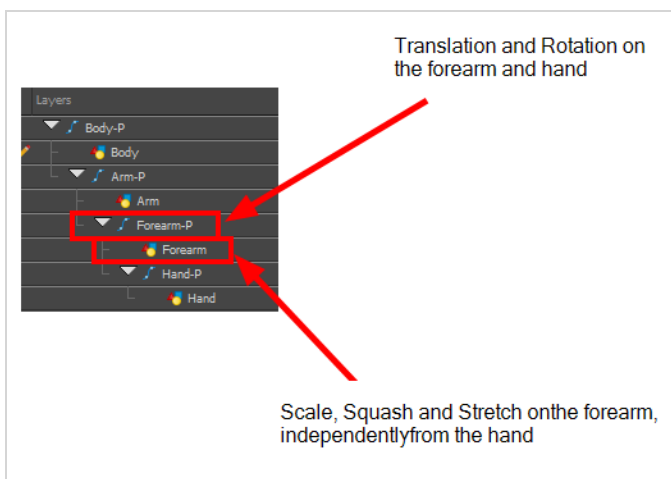 Translation and Rotation on
the forearm and hand
Layers
Body-P
Body
Arm-P
Arm
Forearm-P
Forearm
Hand-P
Hand
Scale, Squash and Stretch onthe forearm,
independentlyfrom the hand